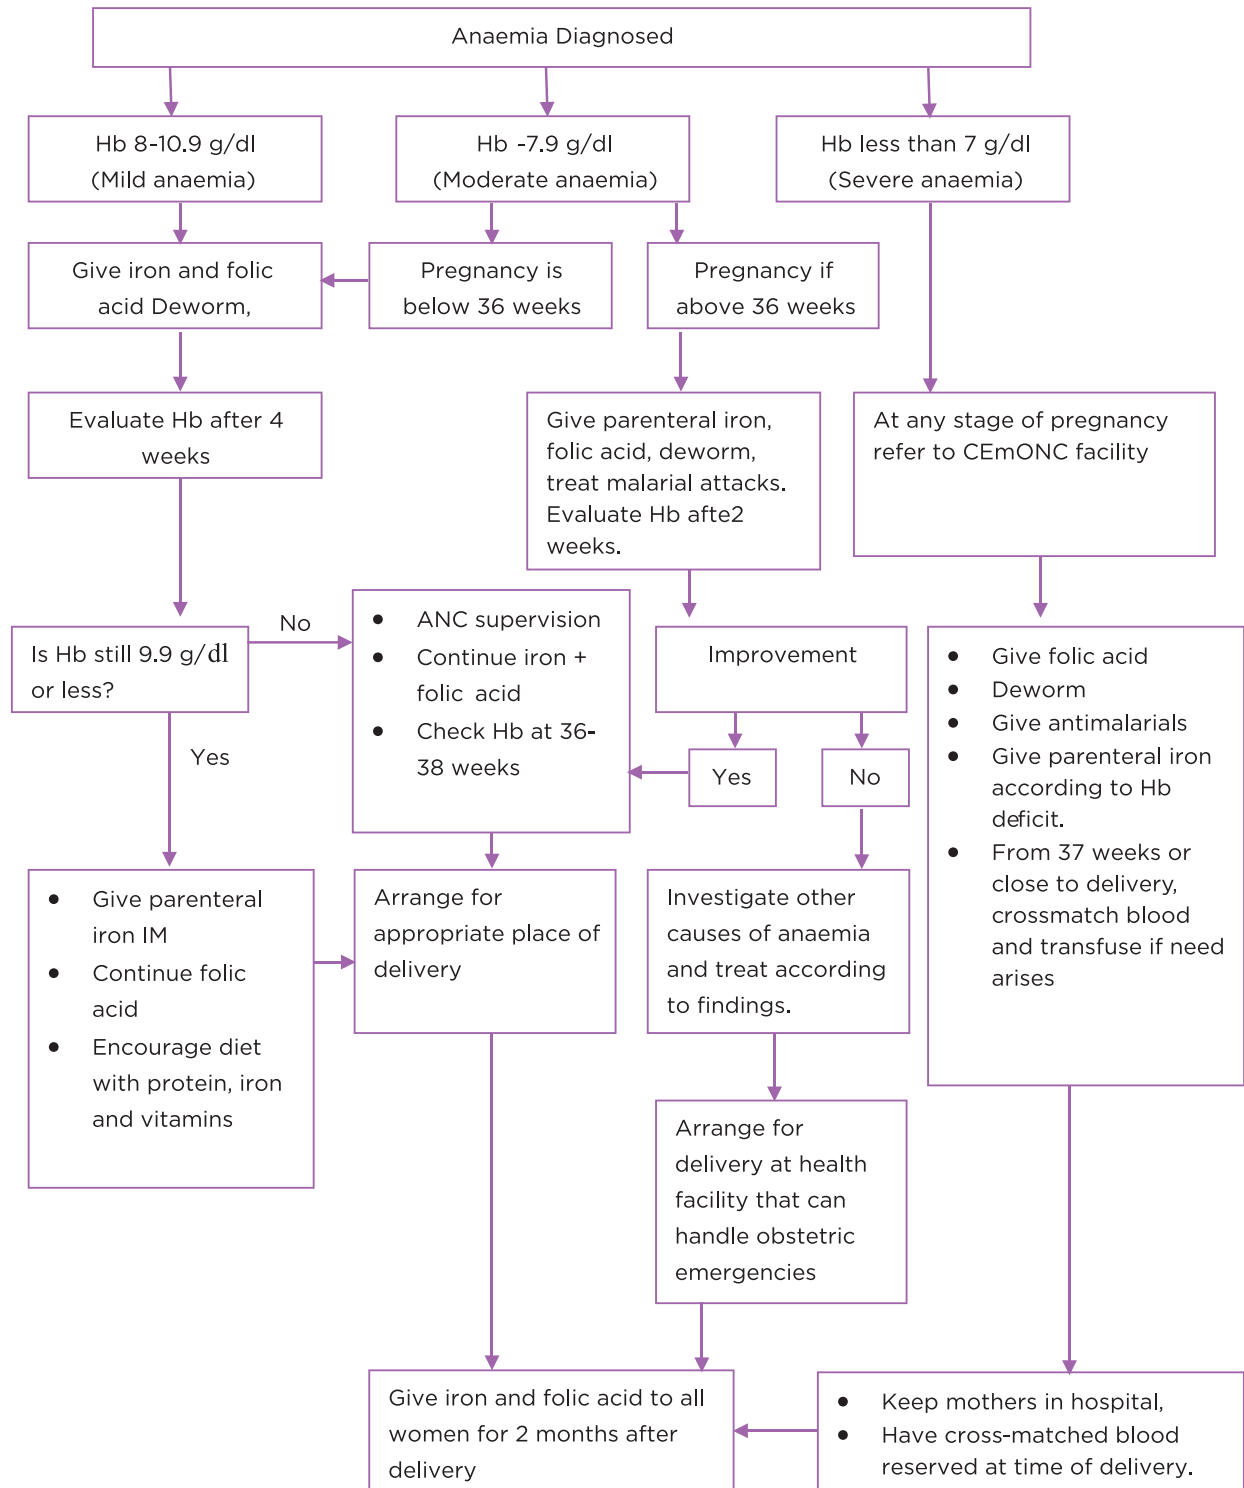 Anaemia Diagnosed
Hb 8-10.9 g/dl
(Mild anaemia)
Hb -7.9 g/dl
(Moderate anaemia)
Hb less than 7 g/dl
(Severe anaemia)
Give iron and folic
acid Deworm,
Pregnancy is
below 36 weeks
Pregnancy if
above 36 weeks
Evaluate Hb after 4
weeks
Give parenteral iron,
folic acid, deworm,
treat malarial attacks.
Evaluate Hb afte2
weeks.
At any stage of pregnancy
refer to CEmONC facility
Is Hb still 9.9 g/dl
or less?
No
Yes
● ANC supervision
● Continue iron +
folic acid
● Check Hb at 36-
38 weeks
Improvement
Yes
No
● Give folic acid
● Deworm
● Give antimalarials
● Give parenteral iron
according to Hb
deficit.
● From 37 weeks or
close to delivery,
crossmatch blood
and transfuse if need
arises
● Give parenteral
iron IM
● Continue folic
acid
● Encourage diet
with protein, iron
and vitamins
Arrange for
appropriate place of
delivery
Investigate other
causes of anaemia
and treat according
to findings.
Arrange for
delivery at health
facility that can
handle obstetric
emergencies
Give iron and folic acid to all
women for 2 months after
delivery
● Keep mothers in hospital,
● Have cross-matched blood
reserved at time of delivery.